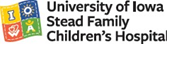 University of Iowa
Stead Family
Children's Hospital